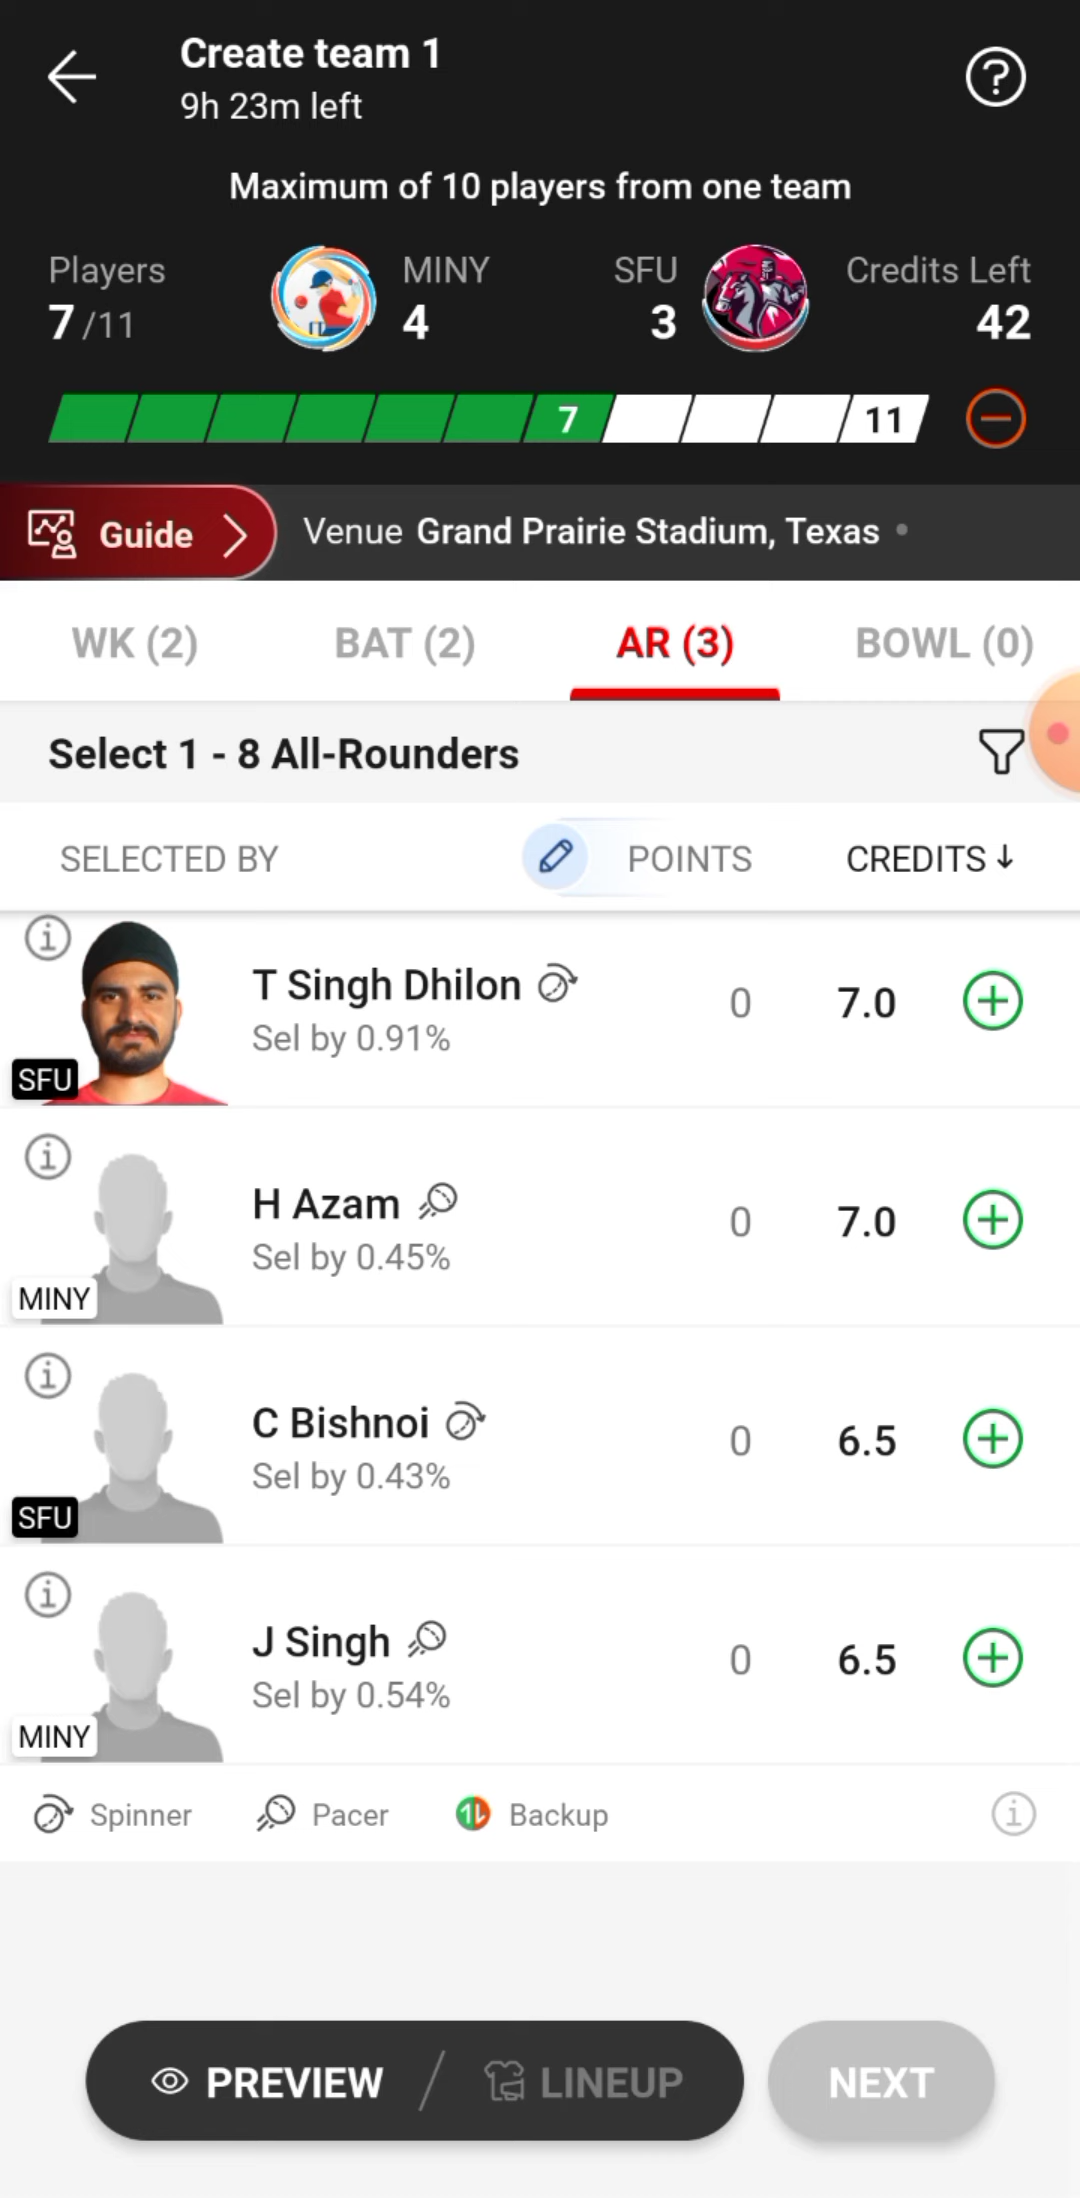 Create team 1
9h 23m left
Maximum of 10 players from one team
Players MINY SFU Credits Left
7/11 4 3 42
7 11
Guide Venue Grand Prairie Stadium, Texas
WK (2) BAT (2) AR (3) BOWL (0)
Select 1 - 8 All-Rounders
SELECTED BY POINTS CREDITS ↓
T Singh Dhilon 0 7.0
Sel by 0.91%
SFU
H Azam 0 7.0
Sel by 0.45%
MINY
C Bishnoi 0 6.5
Sel by 0.43%
SFU
J Singh 0 6.5
Sel by 0.54%
MINY
Spinner Pacer Backup
PREVIEW / LINEUP NEXT